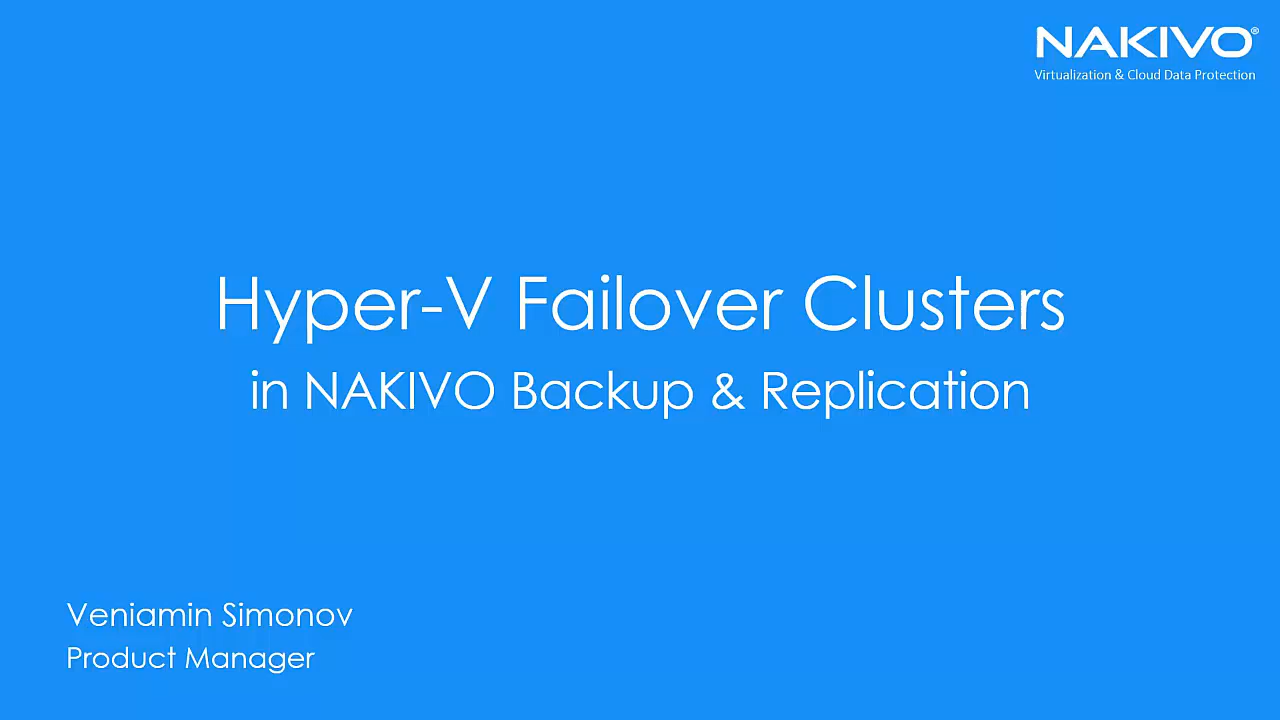 NAKIVO®
Virtualization & Cloud Data Protection
Hyper-V Failover Clusters
in NAKIVO Backup & Replication
Veniamin Simonov
Product Manager